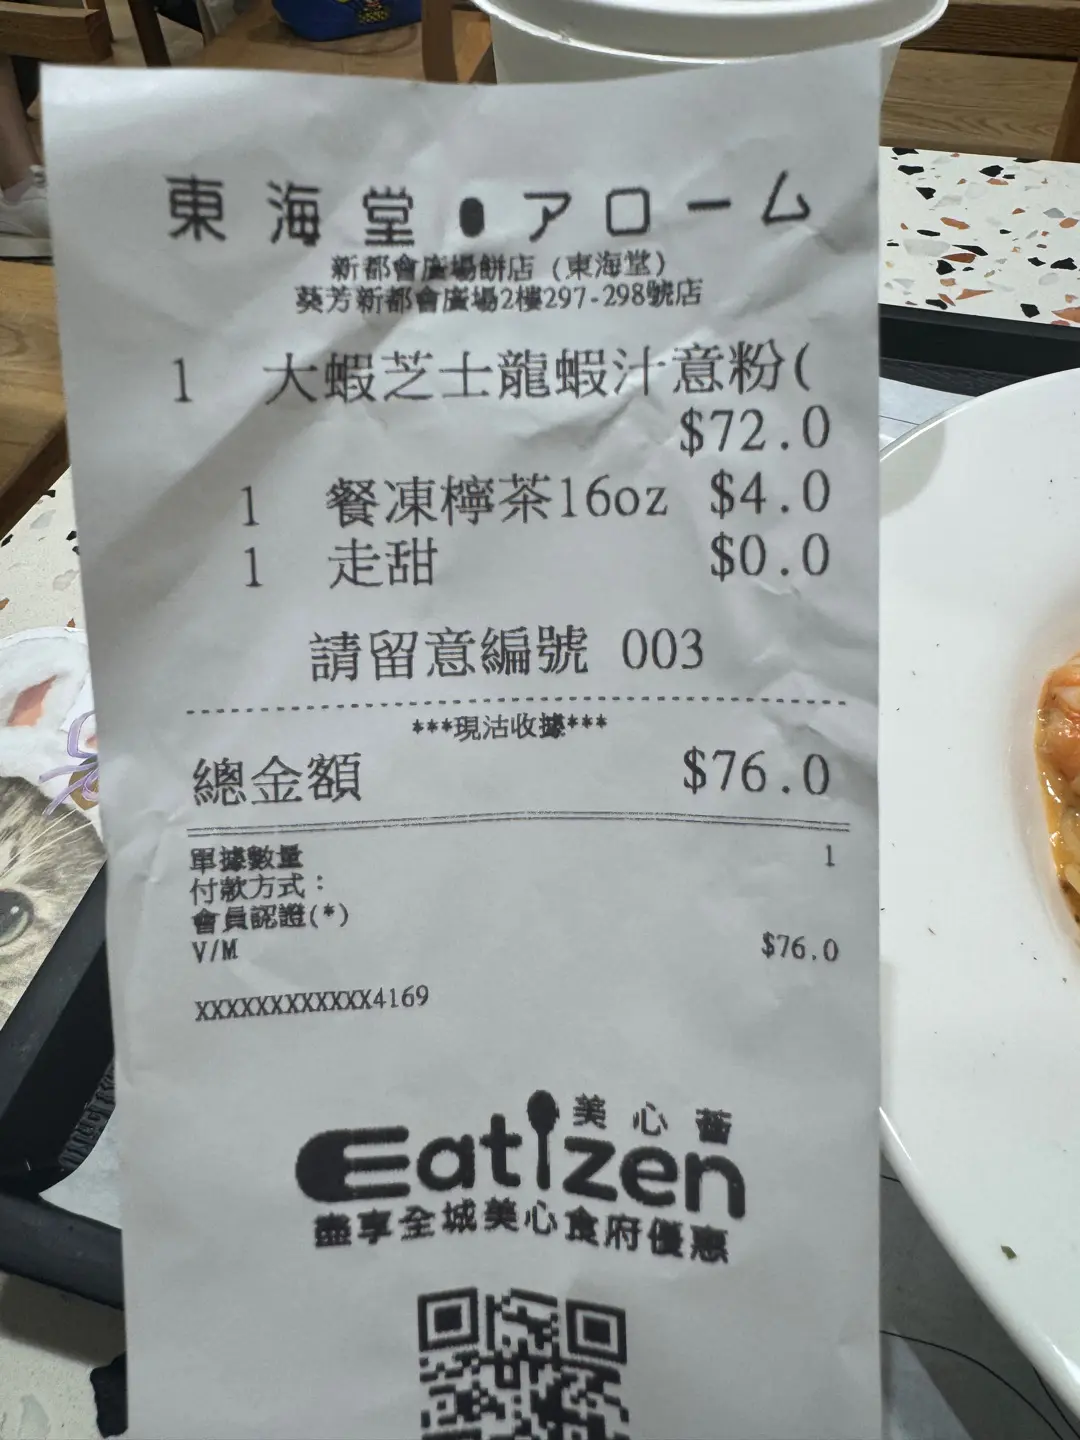 東海堂●アローム
新都會廣場餅店 (東海堂)
葵芳新都會廣場2樓297-298號店
1 大蝦芝士龍蝦汁意粉(
$72.0
1 餐凍檸茶16oz $4.0
1 走甜 $0.0
請留意編號 003
***現沽收據***
總金額 $76.0
單據數量 1
付款方式：
會員認證(*)
V/M $76.0
XXXXXXXXXXXX4169
美心薈
Eatizen
盡享全城美心食府優惠